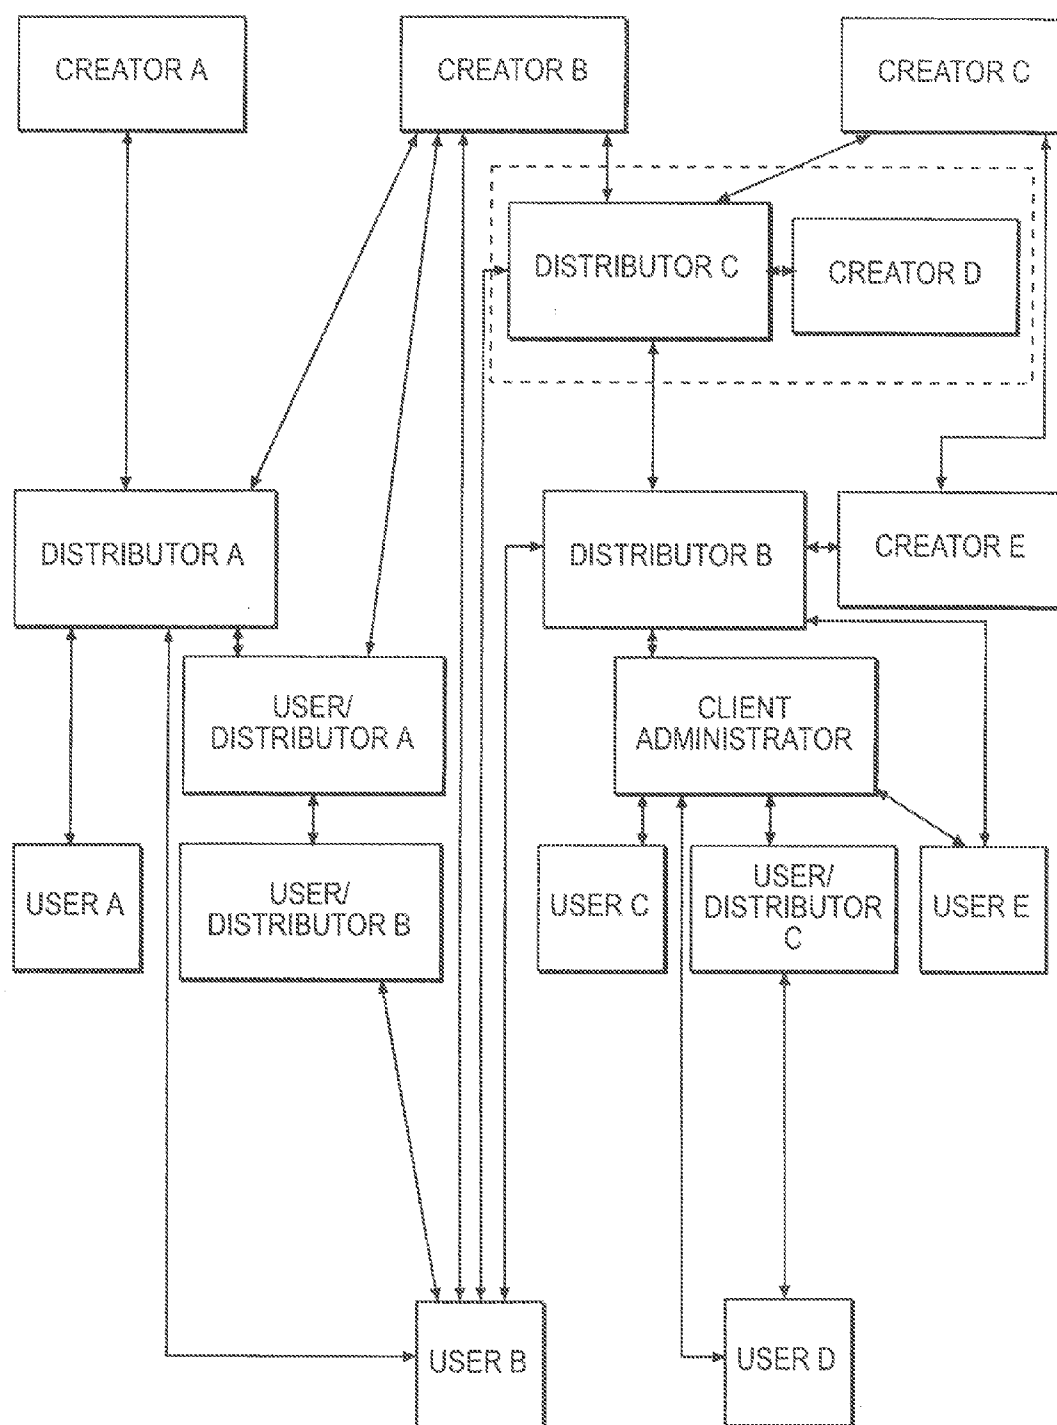 CREATOR A
CREATOR B
CREATOR C
DISTRIBUTOR C
CREATOR D
DISTRIBUTOR A
DISTRIBUTOR B
CREATOR E
USER/
DISTRIBUTOR A
CLIENT
ADMINISTRATOR
USER A
USER/
DISTRIBUTOR B
USER C
USER/
DISTRIBUTOR
C
USER E
USER B
USER D